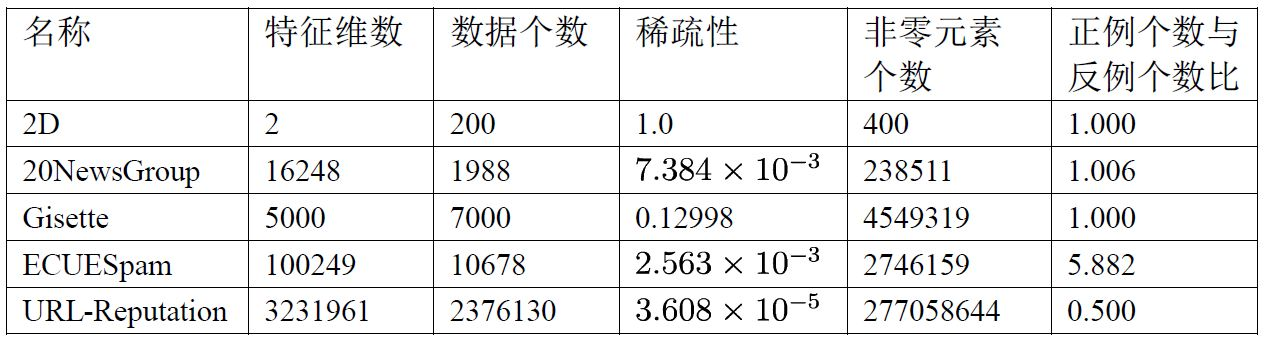 名称 特征维数 数据个数 稀疏性 非零元素个数 正例个数与反例个数比
2D 2 200 1.0 400 1.000
20NewsGroup 16248 1988 7.384 × 10⁻³ 238511 1.006
Gisette 5000 7000 0.12998 4549319 1.000
ECUESpam 100249 10678 2.563 × 10⁻³ 2746159 5.882
URL-Reputation 3231961 2376130 3.608 × 10⁻⁵ 277058644 0.500